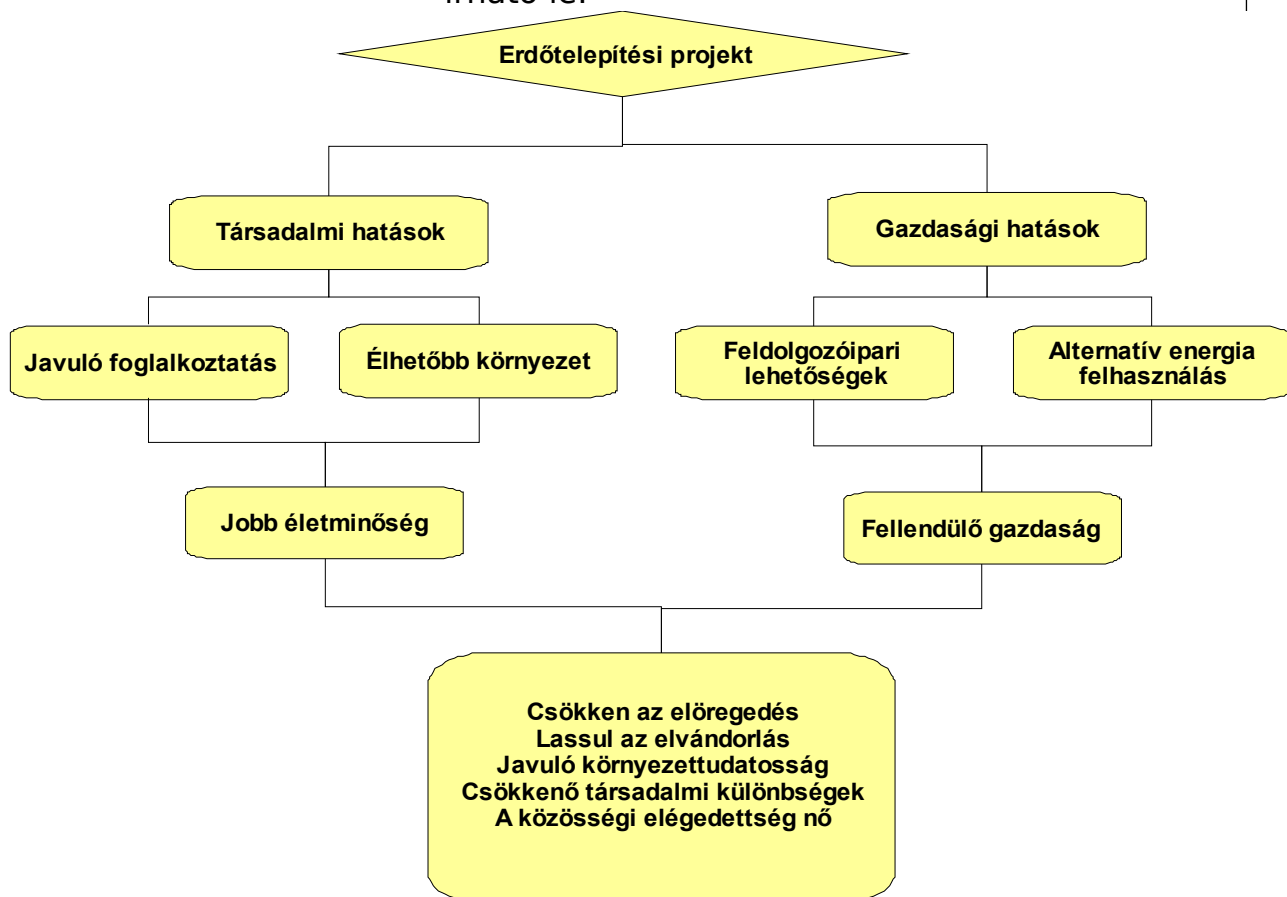 Erdőtelepítési projekt
Társadalmi hatások
Gazdasági hatások
Javuló foglalkoztatás
Élhetőbb környezet
Feldolgozóipari
lehetőségek
Alternatív energia
felhasználás
Jobb életminőség
Fellendülő gazdaság
Csökken az elöregedés
Lassul az elvándorlás
Javuló környezettudatosság
Csökkenő társadalmi különbségek
A közösségi elégedettség nő